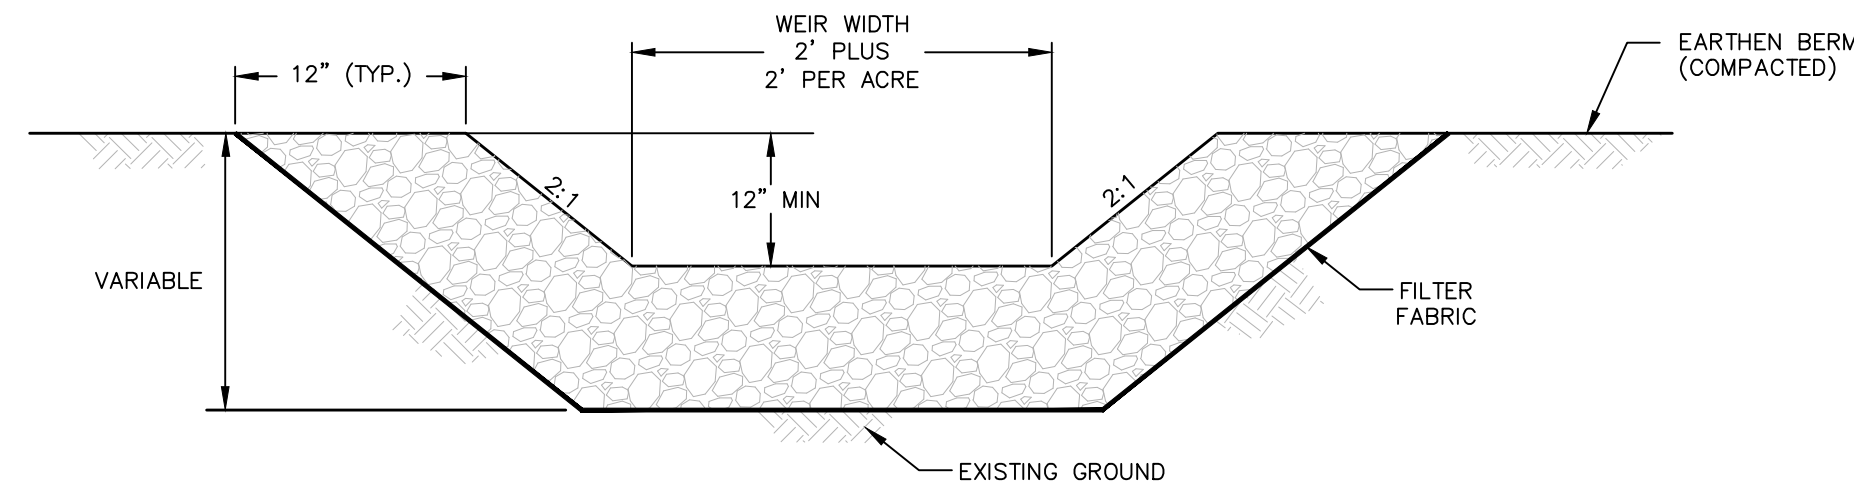 WEIR WIDTH
2' PLUS
2' PER ACRE
12" (TYP.)
EARTHEN BERM
(COMPACTED)
2:1
12" MIN
2:1
VARIABLE
FILTER
FABRIC
EXISTING GROUND